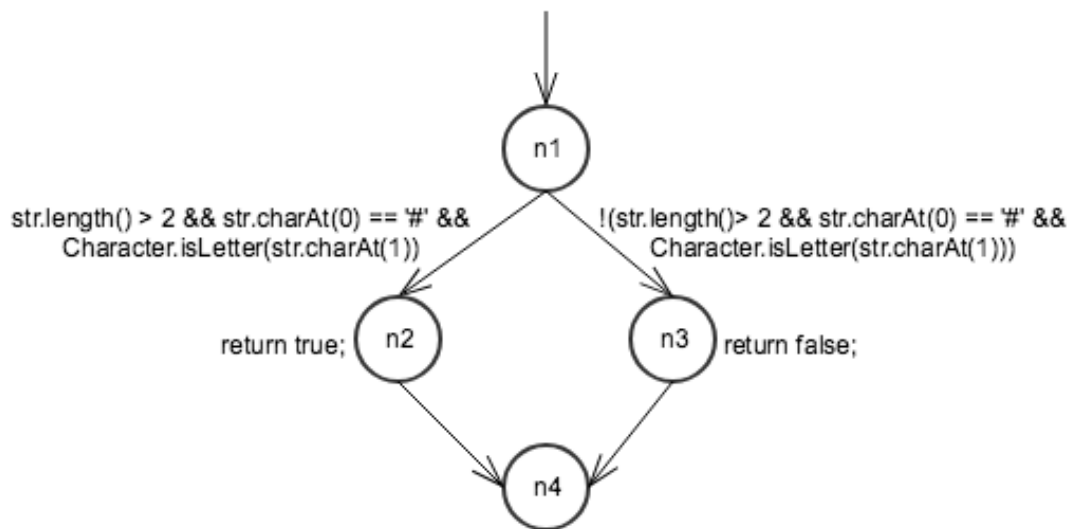 n1
str.length() > 2 && str.charAt(0) == '#' &&
Character.isLetter(str.charAt(1))
!(str.length()> 2 && str.charAt(0) == '#' &&
Character.isLetter(str.charAt(1)))
return true;
n2
n3
return false;
n4